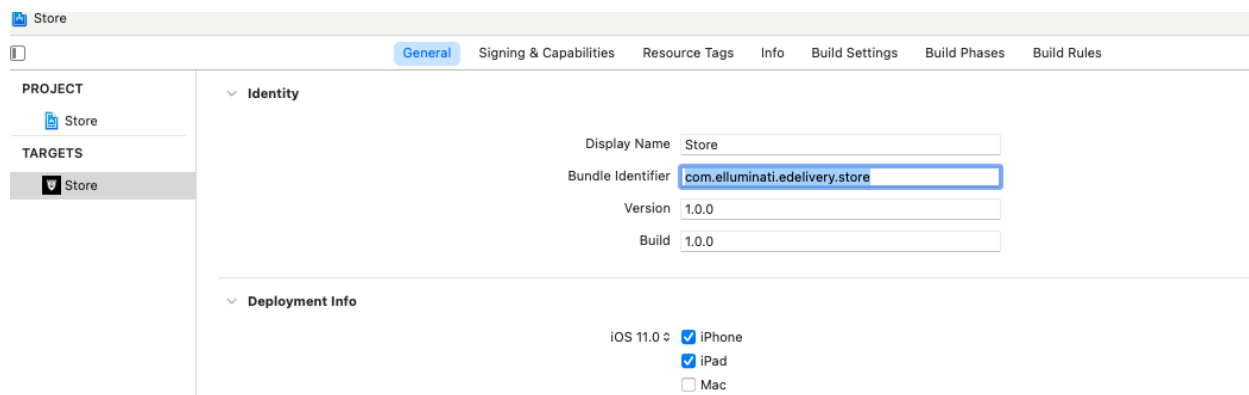 Store
General Signing & Capabilities Resource Tags Info Build Settings Build Phases Build Rules
PROJECT
Store
TARGETS
Store
Identity
Display Name Store
Bundle Identifier com.elluminati.edelivery.store
Version 1.0.0
Build 1.0.0
Deployment Info
iOS 11.0 iPhone
iPad
Mac